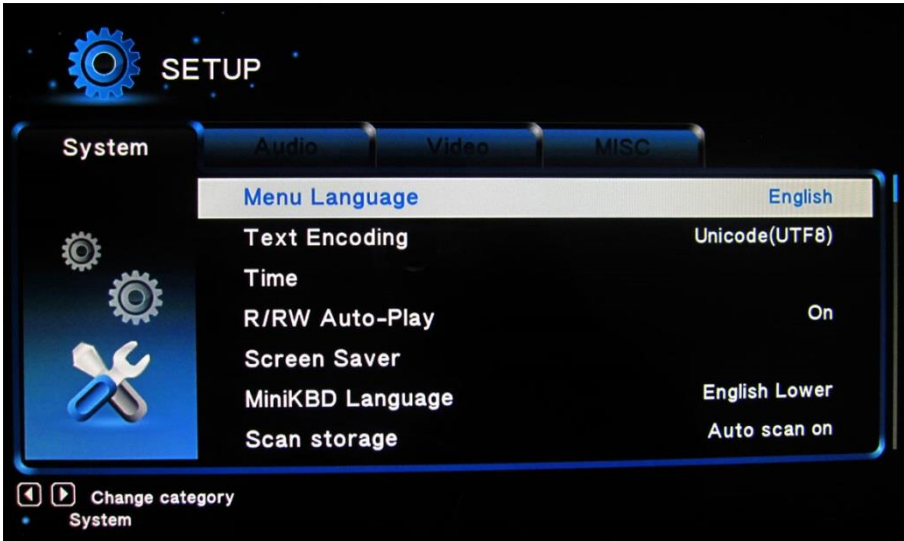 SETUP
System Audio Video MISC
Menu Language English
Text Encoding Unicode(UTF8)
Time
R/RW Auto-Play On
Screen Saver
MiniKBD Language English Lower
Scan storage Auto scan on
Change category
System